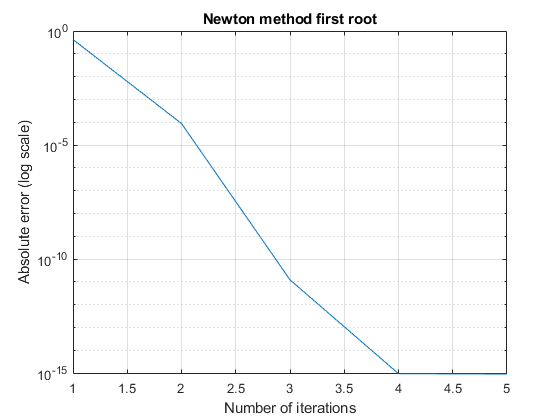 Newton method first root
Absolute error (log scale)
10^0
10^-5
10^-10
10^-15
1 1.5 2 2.5 3 3.5 4 4.5 5
Number of iterations